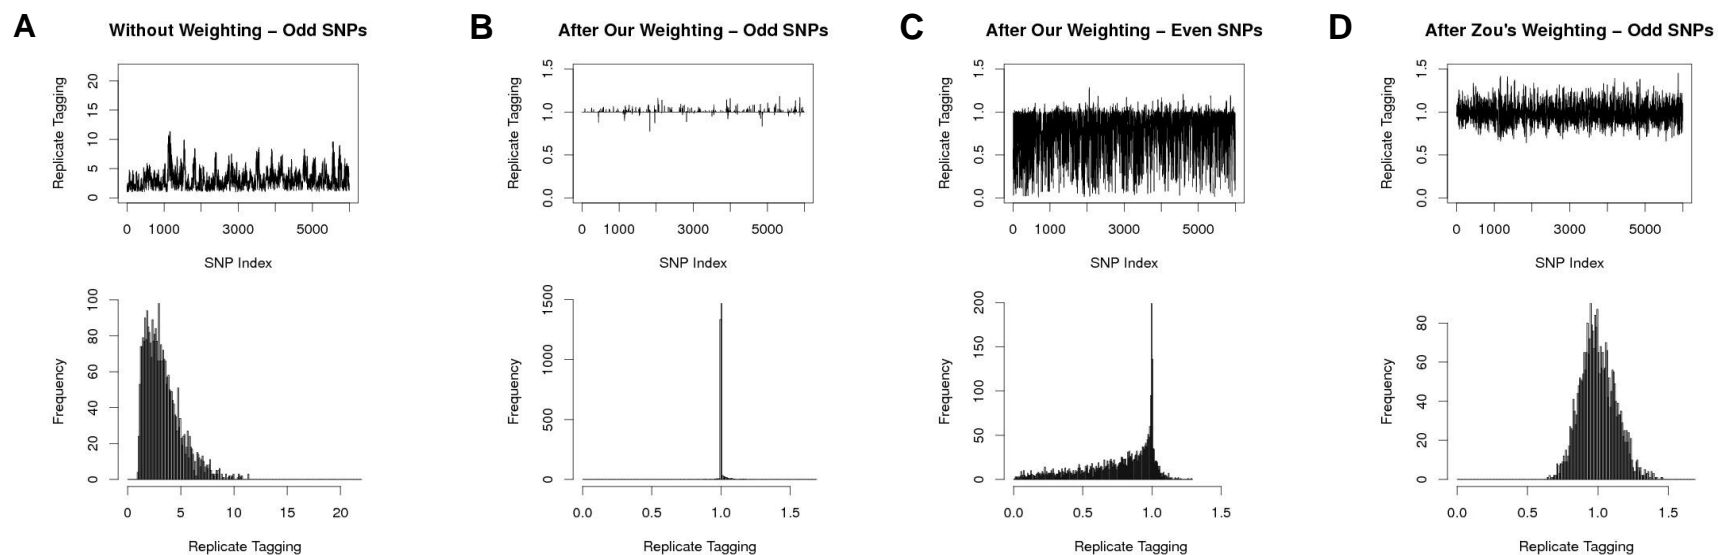 A
Without Weighting – Odd SNPs
Replicate Tagging
20
15
10
5
0
0 1000 3000 5000
SNP Index
Frequency
100
80
60
40
20
0
0 5 10 15 20
Replicate Tagging
B
After Our Weighting – Odd SNPs
Replicate Tagging
1.5
1.0
0.5
0.0
0 1000 3000 5000
SNP Index
Frequency
1500
1000
500
0
0.0 0.5 1.0 1.5
Replicate Tagging
C
After Our Weighting – Even SNPs
Replicate Tagging
1.5
1.0
0.5
0.0
0 1000 3000 5000
SNP Index
Frequency
200
150
100
50
0
0.0 0.5 1.0 1.5
Replicate Tagging
D
After Zou's Weighting – Odd SNPs
Replicate Tagging
1.5
1.0
0.5
0.0
0 1000 3000 5000
SNP Index
Frequency
80
60
40
20
0
0.0 0.5 1.0 1.5
Replicate Tagging